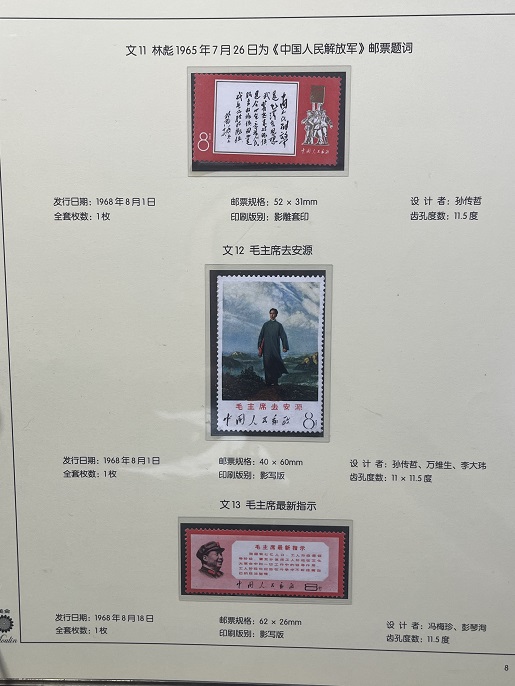 文11 林彪1965年7月26日为《中国人民解放军》邮票题词
8
发行日期：1968年8月1日 邮票规格：52×31mm 设计者：孙传哲
全套枚数：1枚 印刷版别：影雕套印 齿孔度数：11.5度
文12 毛主席去安源
毛主席去安源
中国人民邮政 8
发行日期：1968年8月1日 邮票规格：40×60mm 设计者：孙传哲、万维生、李大玮
全套枚数：1枚 印刷版别：影写版 齿孔度数：11×11.5度
文13 毛主席最新指示
毛主席最新指示
中国人民邮政 8
发行日期：1968年8月18日 邮票规格：62×26mm 设计者：冯梅珍、彭琴洵
全套枚数：1枚 印刷版别：影写版 齿孔度数：11.5度
8